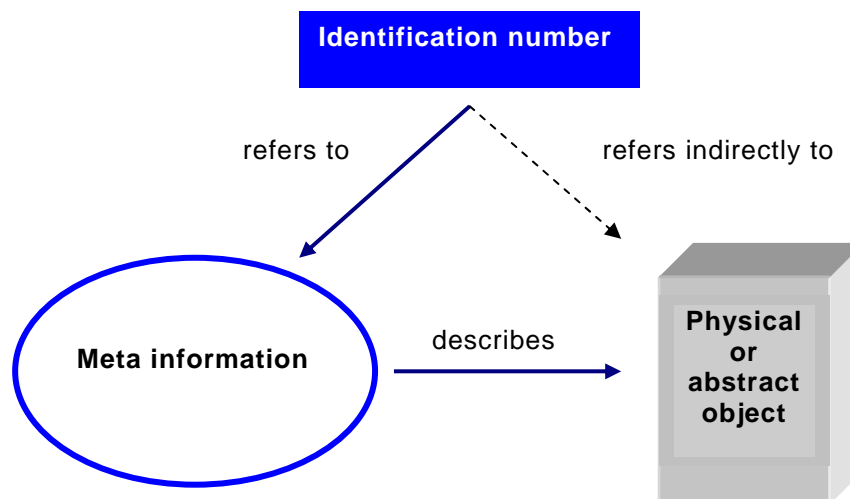 Identification number
refers to
refers indirectly to
Meta information
describes
Physical
or
abstract
object